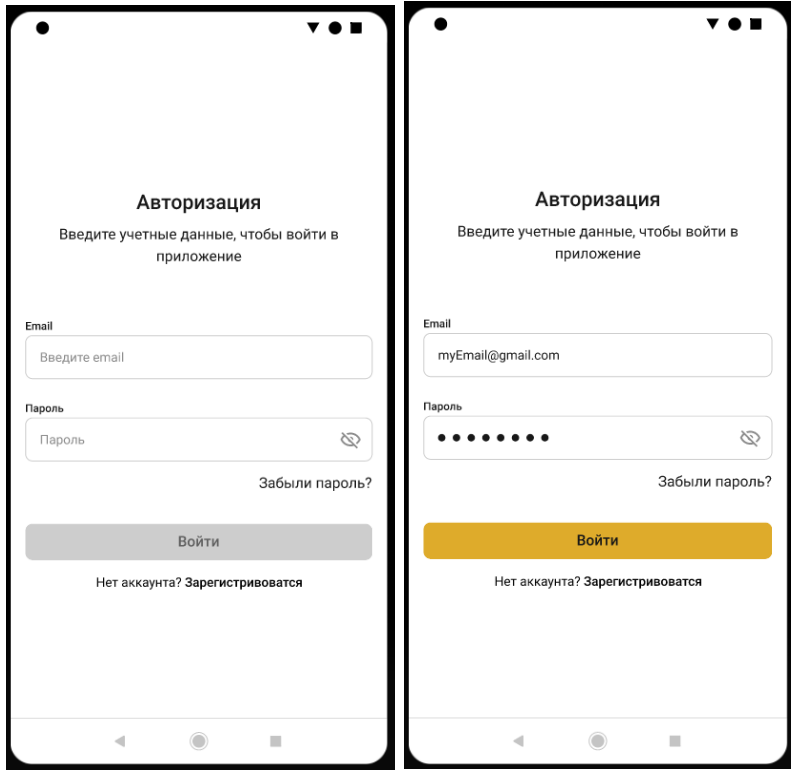 Авторизация
Введите учетные данные, чтобы войти в
приложение
Email
Введите email
Пароль
Пароль
Забыли пароль?
Войти
Нет аккаунта? Зарегистривоватся
Авторизация
Введите учетные данные, чтобы войти в
приложение
Email
myEmail@gmail.com
Пароль
Забыли пароль?
Войти
Нет аккаунта? Зарегистривоватся